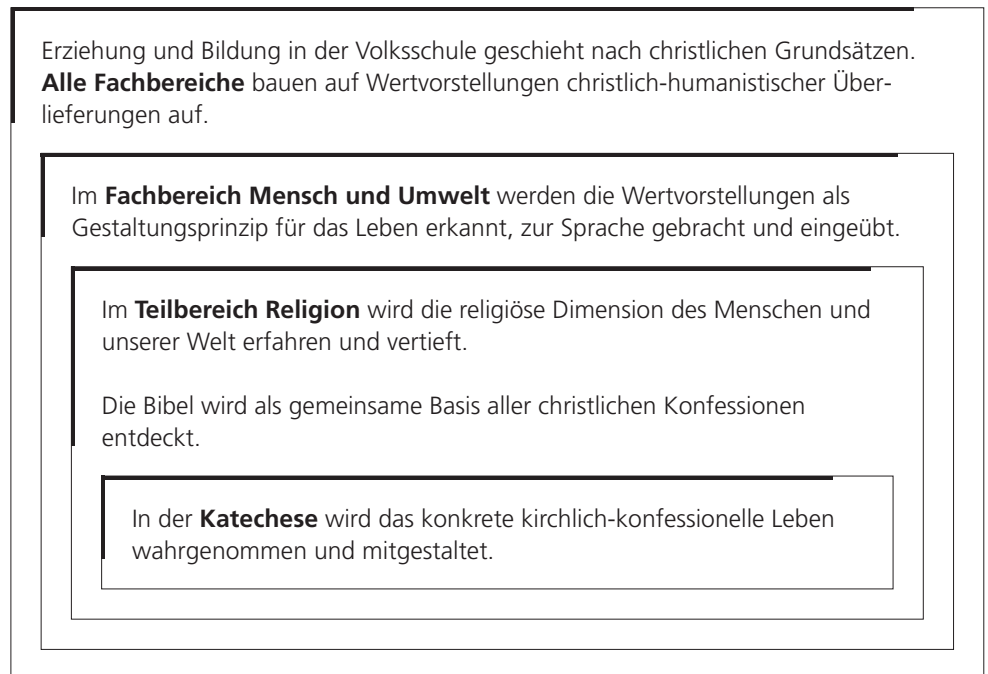 Erziehung und Bildung in der Volksschule geschieht nach christlichen Grundsätzen.
Alle Fachbereiche bauen auf Wertvorstellungen christlich-humanistischer Über-
lieferungen auf.
Im Fachbereich Mensch und Umwelt werden die Wertvorstellungen als
Gestaltungsprinzip für das Leben erkannt, zur Sprache gebracht und eingeübt.
Im Teilbereich Religion wird die religiöse Dimension des Menschen und
unserer Welt erfahren und vertieft.
Die Bibel wird als gemeinsame Basis aller christlichen Konfessionen
entdeckt.
In der Katechese wird das konkrete kirchlich-konfessionelle Leben
wahrgenommen und mitgestaltet.